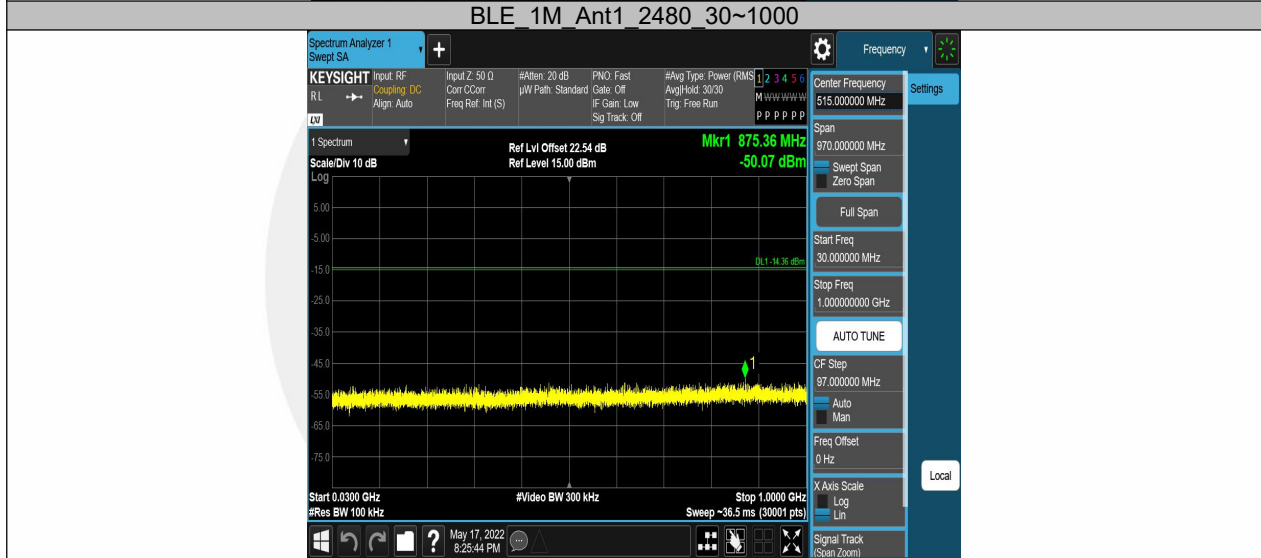 BLE_1M_Ant1_2480_30~1000
Spectrum Analyzer 1
Swept SA
+
Frequency
KEYSIGHT
RL
LXI
Input: RF
Coupling: DC
Align: Auto
Input Z: 50 Ω
Corr CCorr
Freq Ref: Int (S)
#Atten: 20 dB
µW Path: Standard
PNO: Fast
Gate: Off
IF Gain: Low
Sig Track: Off
#Avg Type: Power (RMS
Avg|Hold: 30/30
Trig: Free Run
1 2 3 4 5 6
M W W W W W
P P P P P P
1 Spectrum
Scale/Div 10 dB
Log
Ref Lvl Offset 22.54 dB
Ref Level 15.00 dBm
Mkr1 875.36 MHz
-50.07 dBm
5.00
-5.00
-15.0
-25.0
-35.0
-45.0
-55.0
-65.0
-75.0
DL1 -14.36 dBm
1
Start 0.0300 GHz
#Res BW 100 kHz
#Video BW 300 kHz
Stop 1.0000 GHz
Sweep ~36.5 ms (30001 pts)
Center Frequency
515.000000 MHz
Span
970.000000 MHz
Swept Span
Zero Span
Full Span
Start Freq
30.000000 MHz
Stop Freq
1.000000000 GHz
AUTO TUNE
CF Step
97.000000 MHz
Auto
Man
Freq Offset
0 Hz
X Axis Scale
Log
Lin
Signal Track
(Span Zoom)
Settings
Local
?
May 17, 2022
8:25:44 PM